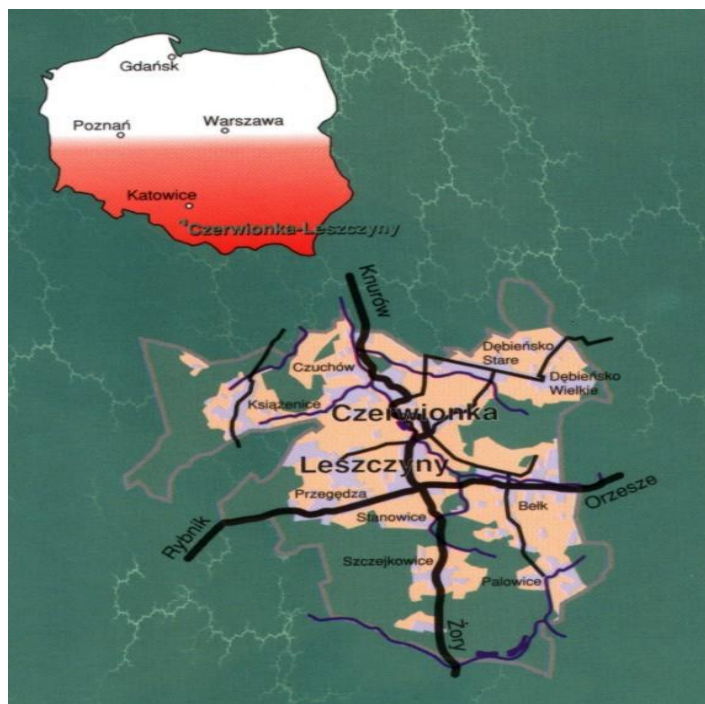 Gdańsk
Poznań
Warszawa
Katowice
Czerwionka-Leszczyny
Knurów
Dębieńsko
Stare
Czuchów
Dębieńsko
Wielkie
Książenice
Czerwionka
Leszczyny
Przegędza
Orzesze
Bełk
Stanowice
Rybnik
Szczejkowice
Palowice
Żory